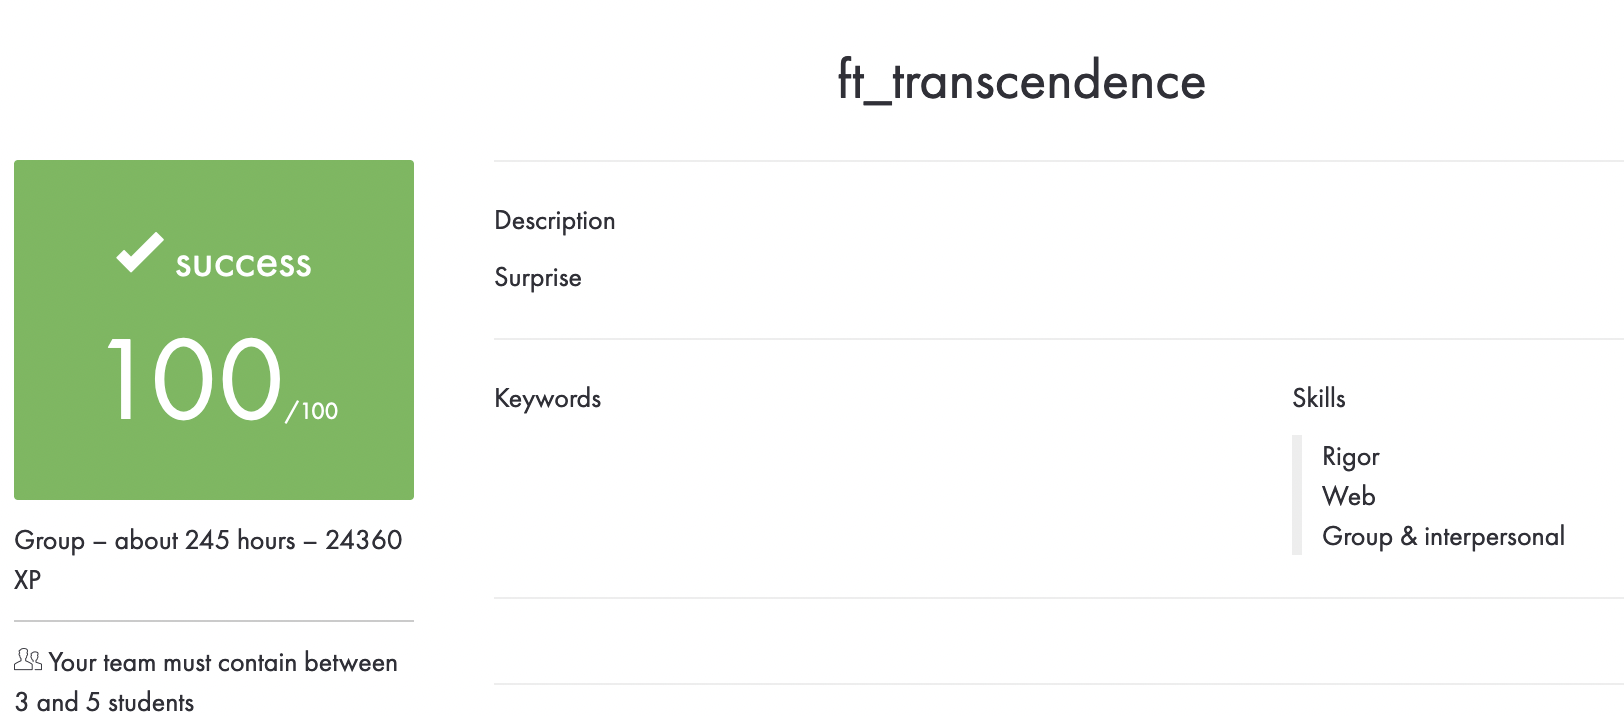 ft_transcendence
success
100/100
Group – about 245 hours – 24360
XP
Your team must contain between
3 and 5 students
Description
Surprise
Keywords
Skills
Rigor
Web
Group & interpersonal